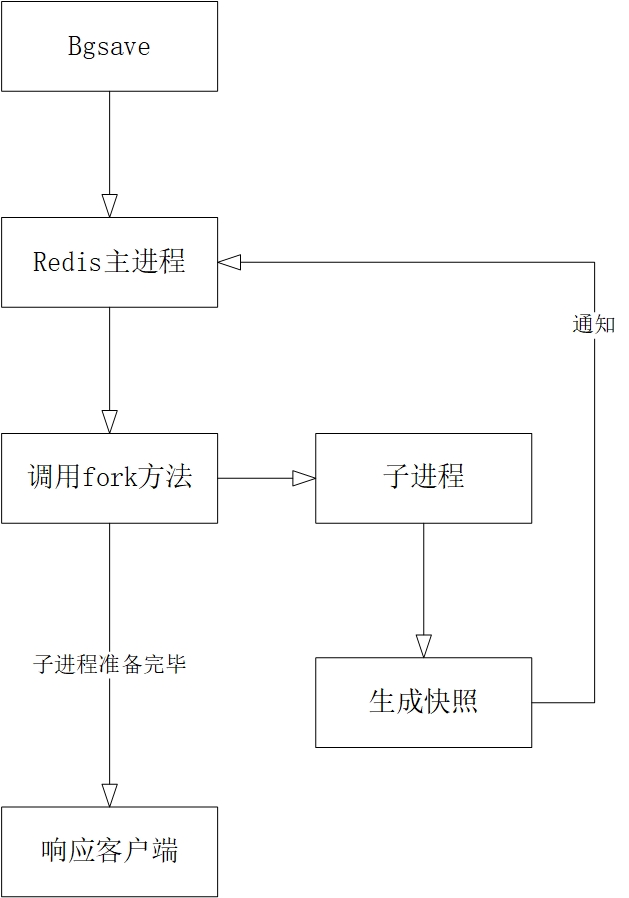 Bgsave
Redis主进程
通知
调用fork方法
子进程
子进程准备完毕
生成快照
响应客户端